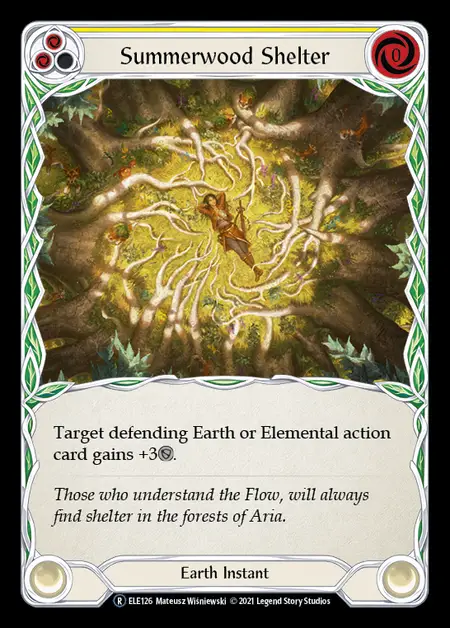 Summerwood Shelter
0
Target defending Earth or Elemental action
card gains +3.
Those who understand the Flow, will always
find shelter in the forests of Aria.
Earth Instant
R ELE126 Mateusz Wiśniewski © 2021 Legend Story Studios